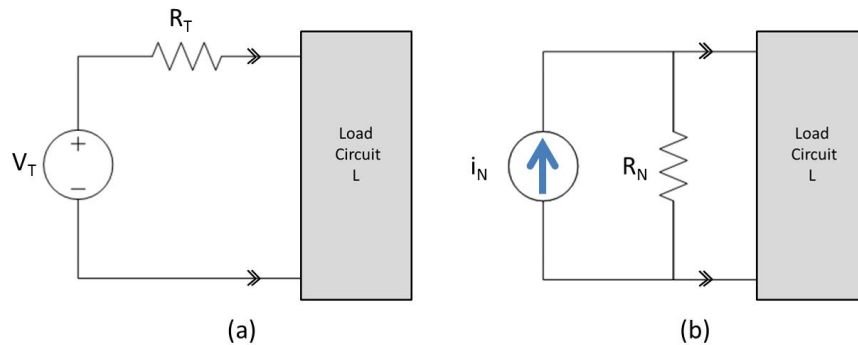 R_T
V_T
+
−
Load
Circuit
L
(a)
i_N
R_N
Load
Circuit
L
(b)